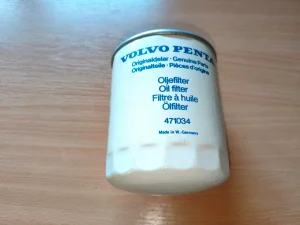 VOLVO PENTA
Originaldelar · Genuine Parts
Originalteile · Pièces d'origine
Oljefilter
Oil filter
Filtre à huile
Ölfilter
471034
Made in W.-Germany